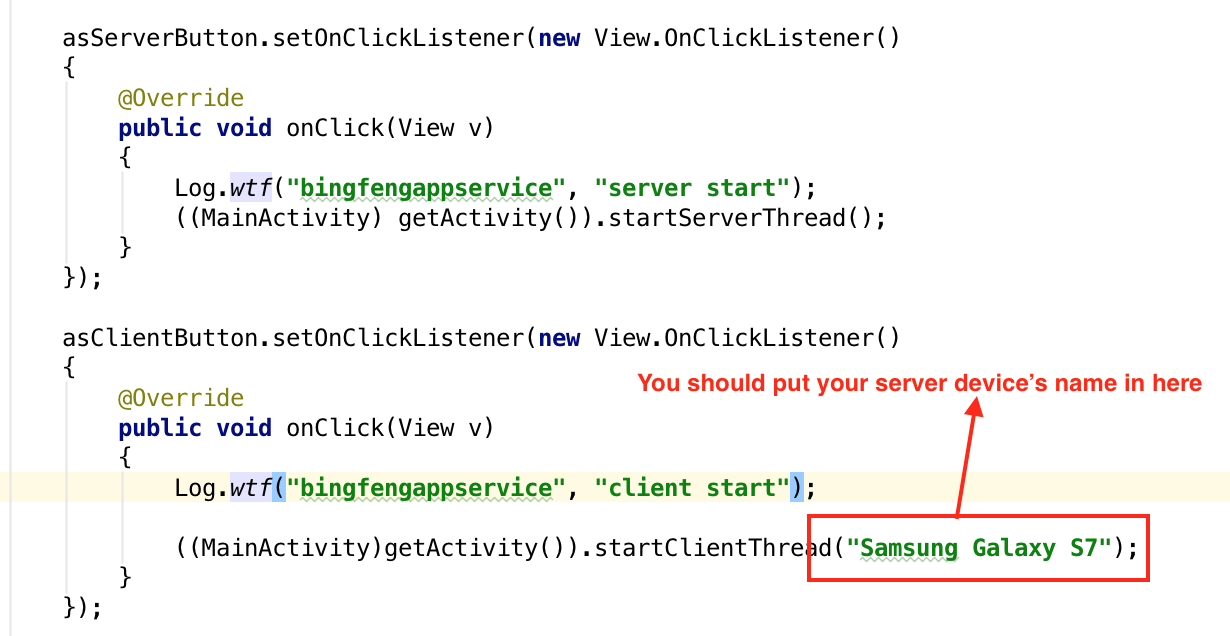 asServerButton.setOnClickListener(new View.OnClickListener()
{
@Override
public void onClick(View v)
{
Log.wtf("bingfengappservice", "server start");
((MainActivity) getActivity()).startServerThread();
}
});
asClientButton.setOnClickListener(new View.OnClickListener()
{
You should put your server device’s name in here
@Override
public void onClick(View v)
{
Log.wtf("bingfengappservice", "client start");
((MainActivity)getActivity()).startClientThread("Samsung Galaxy S7");
}
});